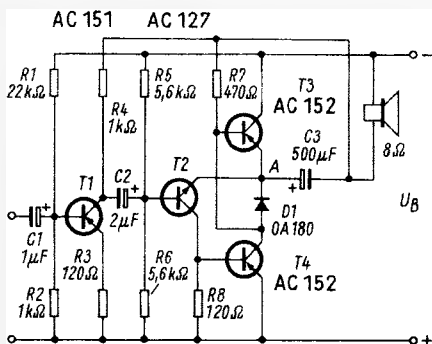 AC 151 AC 127
R1
22kΩ
R4
1kΩ
R5
5,6kΩ
R7
470Ω
T3
AC 152
C3
500µF
+
8Ω
−
T1
C2
+
2µF
T2
A
D1
OA180
U_B
C1
+
1µF
R3
120Ω
R2
1kΩ
R6
5,6kΩ
R8
120Ω
T4
AC 152
+